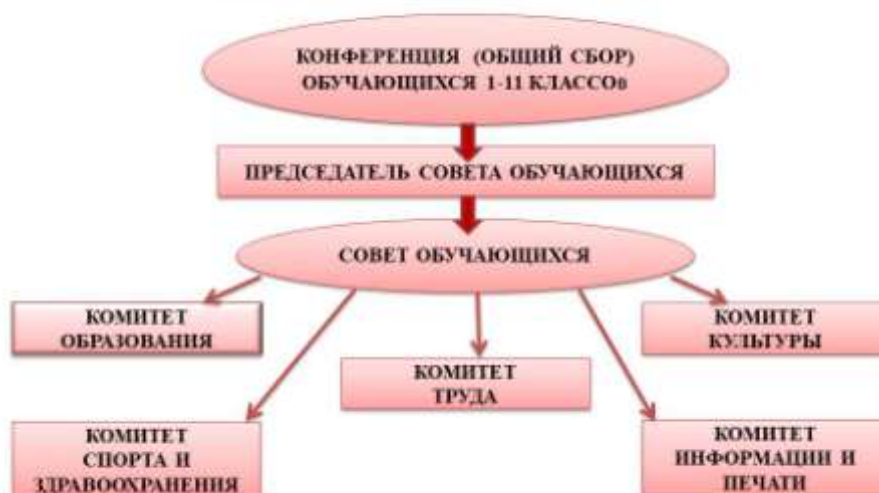 КОНФЕРЕНЦИЯ (ОБЩИЙ СБОР)
ОБУЧАЮЩИХСЯ 1-11 КЛАССОв
ПРЕДСЕДАТЕЛЬ СОВЕТА ОБУЧАЮЩИХСЯ
СОВЕТ ОБУЧАЮЩИХСЯ
КОМИТЕТ
ОБРАЗОВАНИЯ
КОМИТЕТ
КУЛЬТУРЫ
КОМИТЕТ
ТРУДА
КОМИТЕТ
СПОРТА И
ЗДРАВООХРАНЕНИЯ
КОМИТЕТ
ИНФОРМАЦИИ И
ПЕЧАТИ